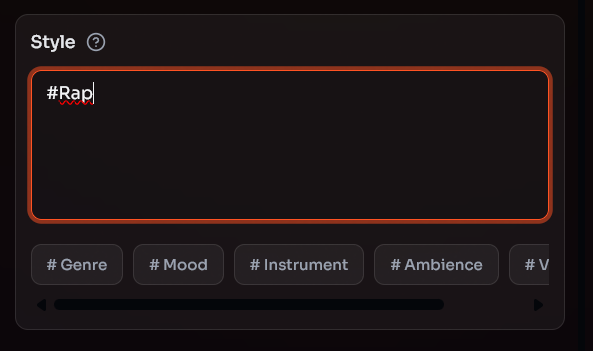 Style ?
#Rap
# Genre # Mood # Instrument # Ambience # V